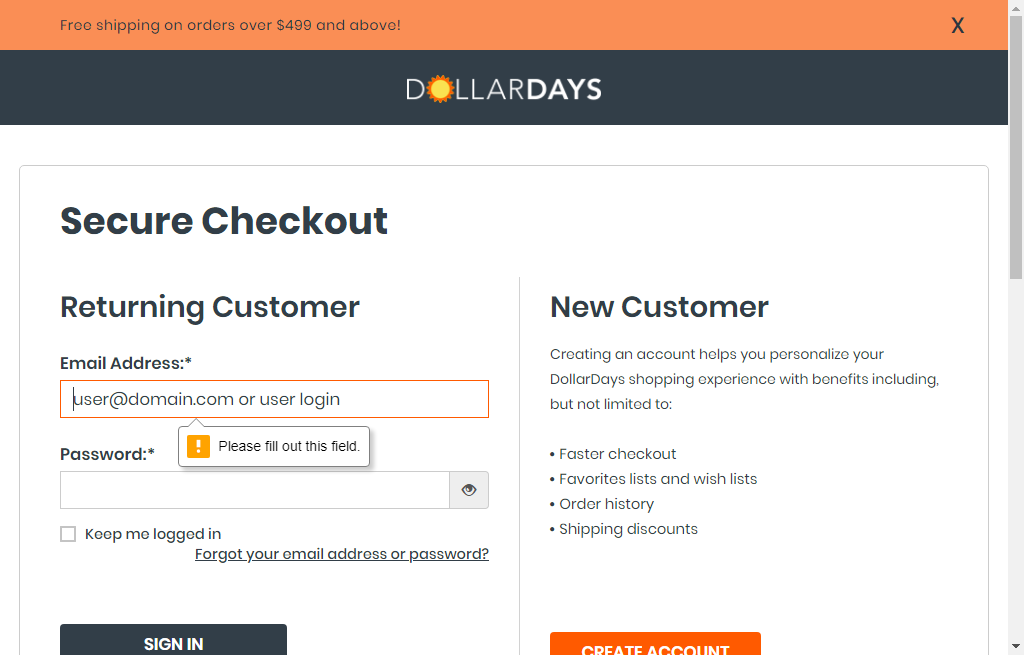 Free shipping on orders over $499 and above!
X
DOLLARDAYS
Secure Checkout
Returning Customer
Email Address:*
user@domain.com or user login
Please fill out this field.
Password:*
Keep me logged in
Forgot your email address or password?
SIGN IN
New Customer
Creating an account helps you personalize your
DollarDays shopping experience with benefits including,
but not limited to:
• Faster checkout
• Favorites lists and wish lists
• Order history
• Shipping discounts
CREATE ACCOUNT